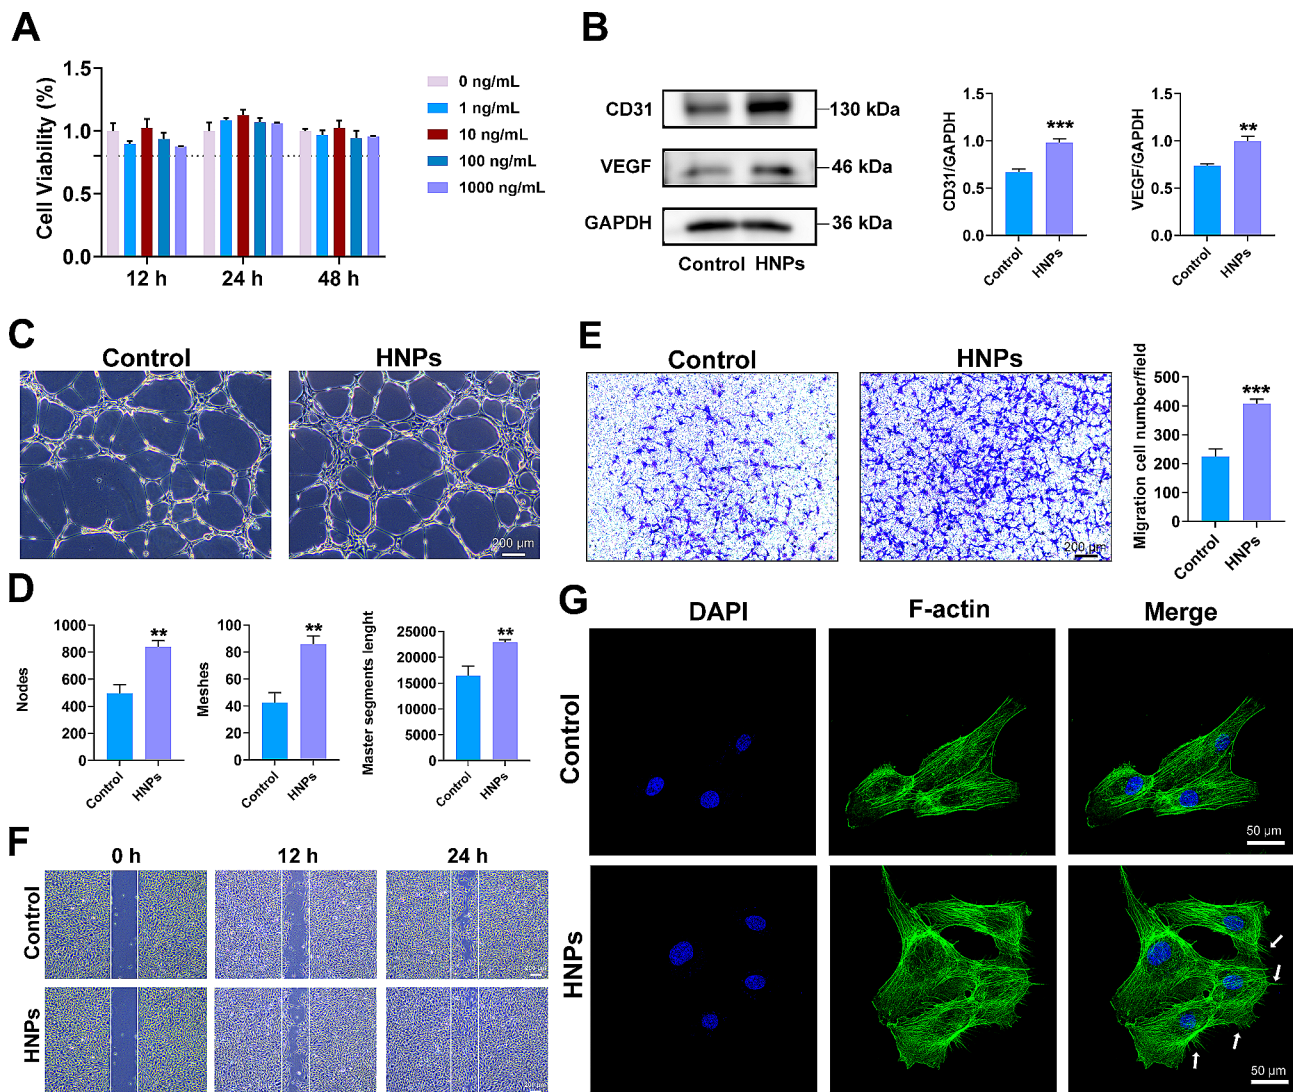 A
Cell Viability (%)
1.5
1.0
0.5
0.0
12 h
24 h
48 h
0 ng/mL
1 ng/mL
10 ng/mL
100 ng/mL
1000 ng/mL
B
CD31
130 kDa
VEGF
46 kDa
GAPDH
36 kDa
Control HNPs
CD31/GAPDH
1.5
1.0
0.5
0.0
***
Control
HNPs
VEGF/GAPDH
1.5
1.0
0.5
0.0
**
Control
HNPs
C
Control
HNPs
200 µm
D
Nodes
1000
800
600
400
200
0
**
Control
HNPs
Meshes
100
80
60
40
20
0
**
Control
HNPs
Master segments lenght
25000
20000
15000
10000
5000
0
**
Control
HNPs
E
Control
HNPs
200 µm
Migration cell number/field
500
400
300
200
100
0
***
Control
HNPs
F
0 h
12 h
24 h
Control
HNPs
G
DAPI
F-actin
Merge
Control
50 µm
HNPs
50 µm